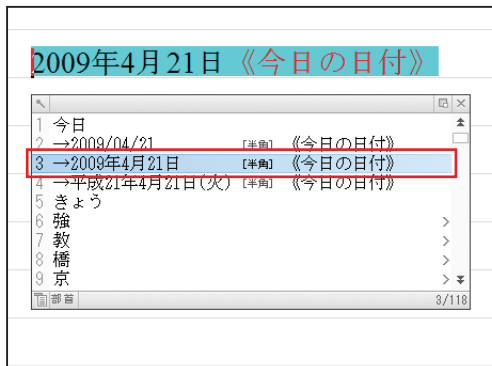 2009年4月21日《今日の日付》
1 今日
2 →2009/04/21 [半角] 《今日の日付》
3 →2009年4月21日 [半角] 《今日の日付》
4 →平成21年4月21日(火) [半角] 《今日の日付》
5 きょう
6 強
7 教
8 橋
9 京
部首 3/118